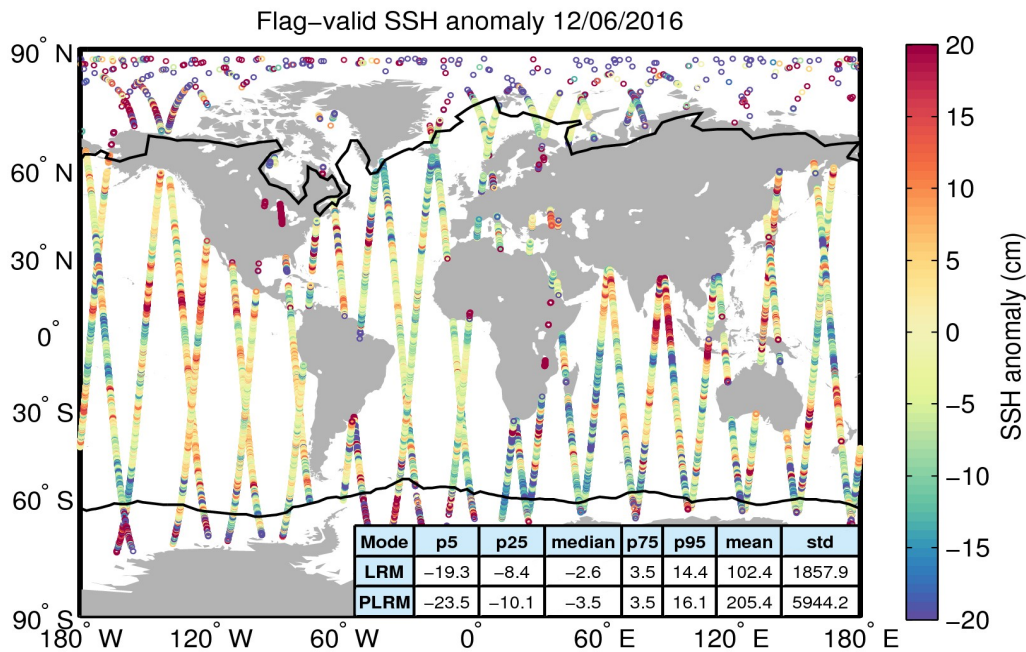 Flag−valid SSH anomaly 12/06/2016
90° N
60° N
30° N
0°
30° S
60° S
90° S
180° W
120° W
60° W
0°
60° E
120° E
180° E
20
15
10
5
0
−5
−10
−15
−20
SSH anomaly (cm)
Mode p5 p25 median p75 p95 mean std
LRM −19.3 −8.4 −2.6 3.5 14.4 102.4 1857.9
PLRM −23.5 −10.1 −3.5 3.5 16.1 205.4 5944.2